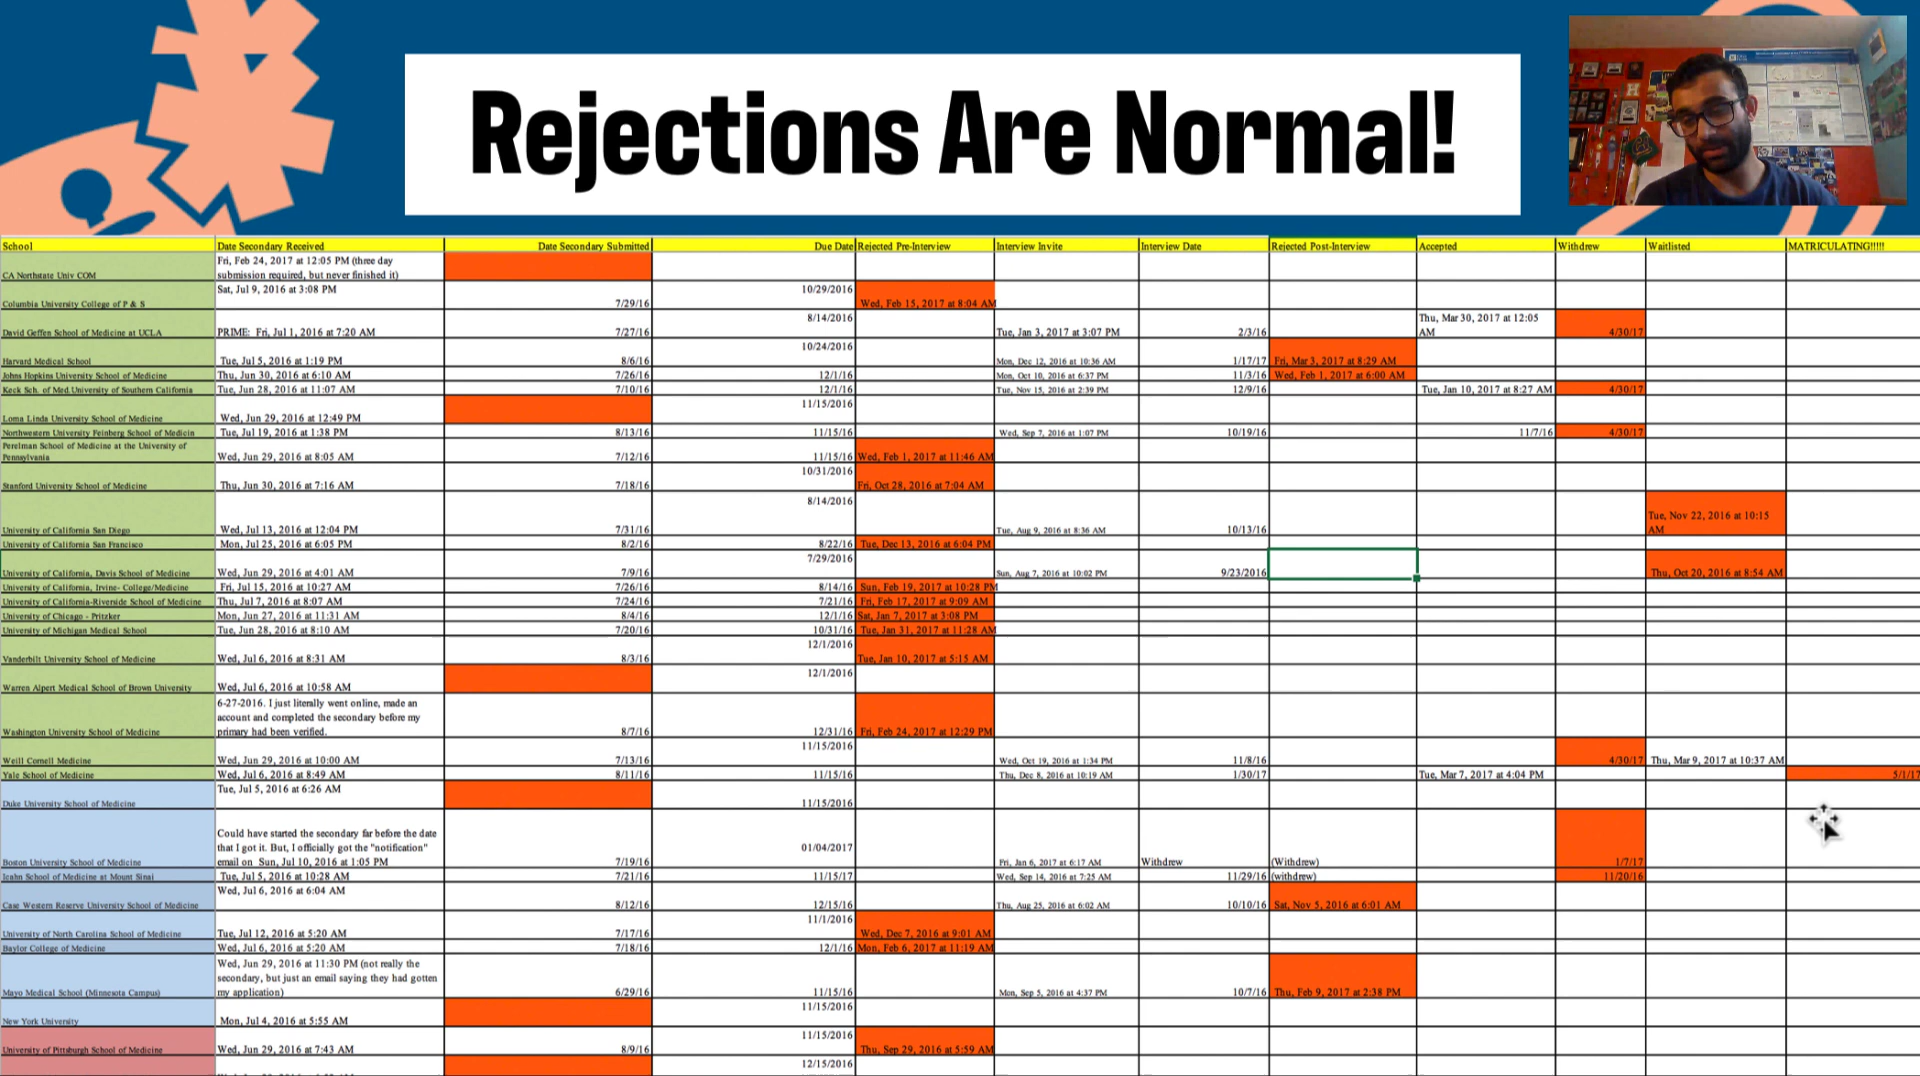 Rejections Are Normal!
School Date Secondary Received Date Secondary Submitted Due Date Rejected Pre-Interview Interview Invite Interview Date Rejected Post-Interview Accepted Withdrew Waitlisted MATRICULATING!!!!!
Fri, Feb 24, 2017 at 12:05 PM (three day
CA Northstate Univ COM submission required, but never finished it)
Sat, Jul 9, 2016 at 3:08 PM 10/29/2016
Columbia University College of P & S 7/29/16 Wed, Feb 15, 2017 at 8:04 AM
8/14/2016 Thu, Mar 30, 2017 at 12:05
David Geffen School of Medicine at UCLA PRIME: Fri, Jul 1, 2016 at 7:20 AM 7/27/16 Tue, Jan 3, 2017 at 3:07 PM 2/3/16 AM 4/30/17
10/24/2016
Harvard Medical School Tue, Jul 5, 2016 at 1:19 PM 8/6/16 Mon, Dec 12, 2016 at 10:36 AM 1/17/17 Fri, Mar 3, 2017 at 8:29 AM
Johns Hopkins University School of Medicine Thu, Jun 30, 2016 at 6:10 AM 7/26/16 12/1/16 Mon, Oct 10, 2016 at 6:37 PM 11/3/16 Wed, Feb 1, 2017 at 6:00 AM
Keck Sch. of Med.University of Southern California Tue, Jun 28, 2016 at 11:07 AM 7/10/16 12/1/16 Tue, Nov 15, 2016 at 2:39 PM 12/9/16 Tue, Jan 10, 2017 at 8:27 AM 4/30/17
11/15/2016
Loma Linda University School of Medicine Wed, Jun 29, 2016 at 12:49 PM
Northwestern University Feinberg School of Medicin Tue, Jul 19, 2016 at 1:38 PM 8/13/16 11/15/16 Wed, Sep 7, 2016 at 1:07 PM 10/19/16 11/7/16 4/30/17
Perelman School of Medicine at the University of
Pennsylvania Wed, Jun 29, 2016 at 8:05 AM 7/12/16 11/15/16 Wed, Feb 1, 2017 at 11:46 AM
10/31/2016
Stanford University School of Medicine Thu, Jun 30, 2016 at 7:16 AM 7/18/16 Fri, Oct 28, 2016 at 7:04 AM
8/14/2016
Tue, Nov 22, 2016 at 10:15
University of California San Diego Wed, Jul 13, 2016 at 12:04 PM 7/31/16 Tue, Aug 9, 2016 at 8:36 AM 10/13/16 AM
University of California San Francisco Mon, Jul 25, 2016 at 6:05 PM 8/2/16 8/22/16 Tue, Dec 13, 2016 at 6:04 PM
7/29/2016
University of California, Davis School of Medicine Wed, Jun 29, 2016 at 4:01 AM 7/9/16 Sun, Aug 7, 2016 at 10:02 PM 9/23/2016 Thu, Oct 20, 2016 at 8:54 AM
University of California, Irvine- College/Medicine Fri, Jul 15, 2016 at 10:27 AM 7/26/16 8/14/16 Sun, Feb 19, 2017 at 10:28 PM
University of California-Riverside School of Medicine Thu, Jul 7, 2016 at 8:07 AM 7/24/16 7/21/16 Fri, Feb 17, 2017 at 9:09 AM
University of Chicago - Pritzker Mon, Jun 27, 2016 at 11:31 AM 8/4/16 12/1/16 Sat, Jan 7, 2017 at 3:08 PM
University of Michigan Medical School Tue, Jun 28, 2016 at 8:10 AM 7/20/16 10/31/16 Tue, Jan 31, 2017 at 11:28 AM
12/1/2016
Vanderbilt University School of Medicine Wed, Jul 6, 2016 at 8:31 AM 8/3/16 Tue, Jan 10, 2017 at 5:15 AM
12/1/2016
Warren Alpert Medical School of Brown University Wed, Jul 6, 2016 at 10:58 AM
6-27-2016. I just literally went online, made an
account and completed the secondary before my
Washington University School of Medicine primary had been verified. 8/7/16 12/31/16 Fri, Feb 24, 2017 at 12:29 PM
11/15/2016
Weill Cornell Medicine Wed, Jun 29, 2016 at 10:00 AM 7/13/16 Wed, Oct 19, 2016 at 1:34 PM 11/8/16 4/30/17 Thu, Mar 9, 2017 at 10:37 AM
Yale School of Medicine Wed, Jul 6, 2016 at 8:49 AM 8/11/16 11/15/16 Thu, Dec 8, 2016 at 10:19 AM 1/30/17 Tue, Mar 7, 2017 at 4:04 PM 5/1/17
Tue, Jul 5, 2016 at 6:26 AM
Duke University School of Medicine 11/15/2016
Could have started the secondary far before the date
that I got it. But, I officially got the "notification" 01/04/2017
Boston University School of Medicine email on Sun, Jul 10, 2016 at 1:05 PM 7/19/16 Fri, Jan 6, 2017 at 6:17 AM Withdrew (Withdrew) 1/7/17
Icahn School of Medicine at Mount Sinai Tue, Jul 5, 2016 at 10:28 AM 7/21/16 11/15/17 Wed, Sep 14, 2016 at 7:25 AM 11/29/16 (withdrew) 11/20/16
Wed, Jul 6, 2016 at 6:04 AM
Case Western Reserve University School of Medicine 8/12/16 12/15/16 Thu, Aug 25, 2016 at 6:02 AM 10/10/16 Sat, Nov 5, 2016 at 6:01 AM
11/1/2016
University of North Carolina School of Medicine Tue, Jul 12, 2016 at 5:20 AM 7/17/16 Wed, Dec 7, 2016 at 9:01 AM
Baylor College of Medicine Wed, Jul 6, 2016 at 5:20 AM 7/18/16 12/1/16 Mon, Feb 6, 2017 at 11:19 AM
Wed, Jun 29, 2016 at 11:30 PM (not really the
secondary, but just an email saying they had gotten
Mayo Medical School (Minnesota Campus) my application) 6/29/16 11/15/16 Mon, Sep 5, 2016 at 4:37 PM 10/7/16 Thu, Feb 9, 2017 at 2:38 PM
11/15/2016
New York University Mon, Jul 4, 2016 at 5:55 AM
11/15/2016
University of Pittsburgh School of Medicine Wed, Jun 29, 2016 at 7:43 AM 8/9/16 Thu, Sep 29, 2016 at 5:59 AM
12/15/2016